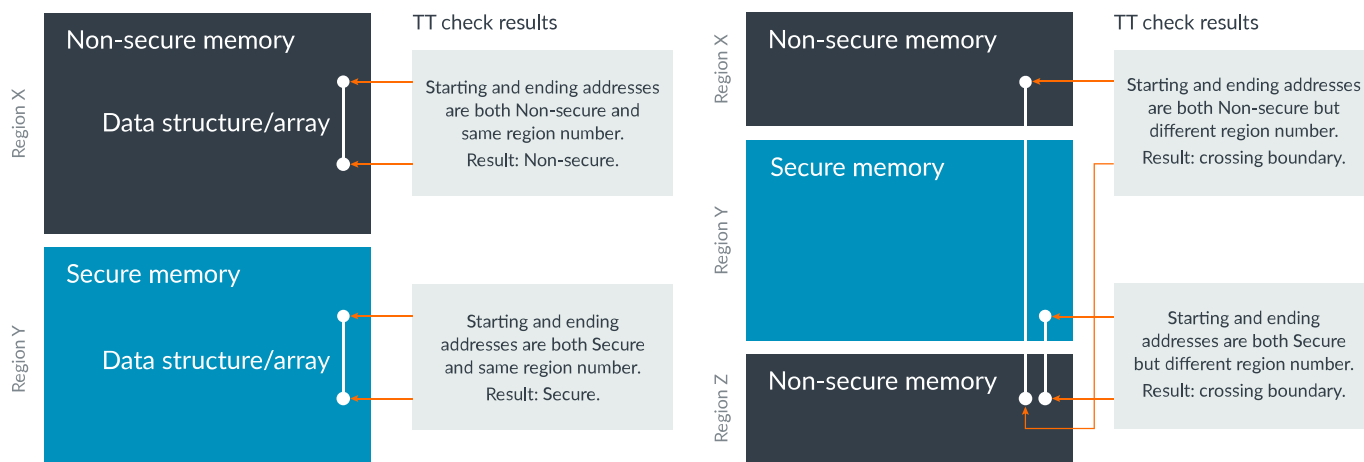 TT check results
Region X
Non-secure memory
Data structure/array
Starting and ending addresses
are both Non-secure and
same region number.
Result: Non-secure.
Region Y
Secure memory
Data structure/array
Starting and ending
addresses are both Secure
and same region number.
Result: Secure.
TT check results
Region X
Non-secure memory
Starting and ending addresses
are both Non-secure but
different region number.
Result: crossing boundary.
Region Y
Secure memory
Starting and ending
addresses are both Secure
but different region number.
Result: crossing boundary.
Region Z
Non-secure memory